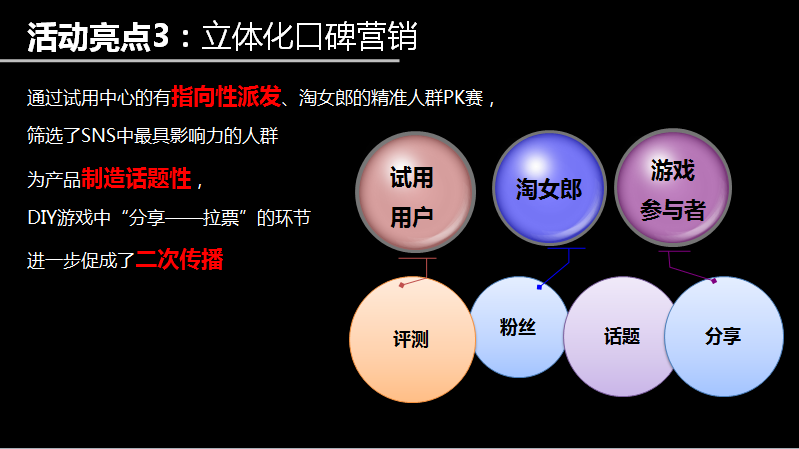 活动亮点3：立体化口碑营销
通过试用中心的有指向性派发、淘女郎的精准人群PK赛，
筛选了SNS中最具影响力的人群
为产品制造话题性，
DIY游戏中“分享——拉票”的环节
进一步促成了二次传播
试用
用户
淘女郎
游戏
参与者
评测
粉丝
话题
分享